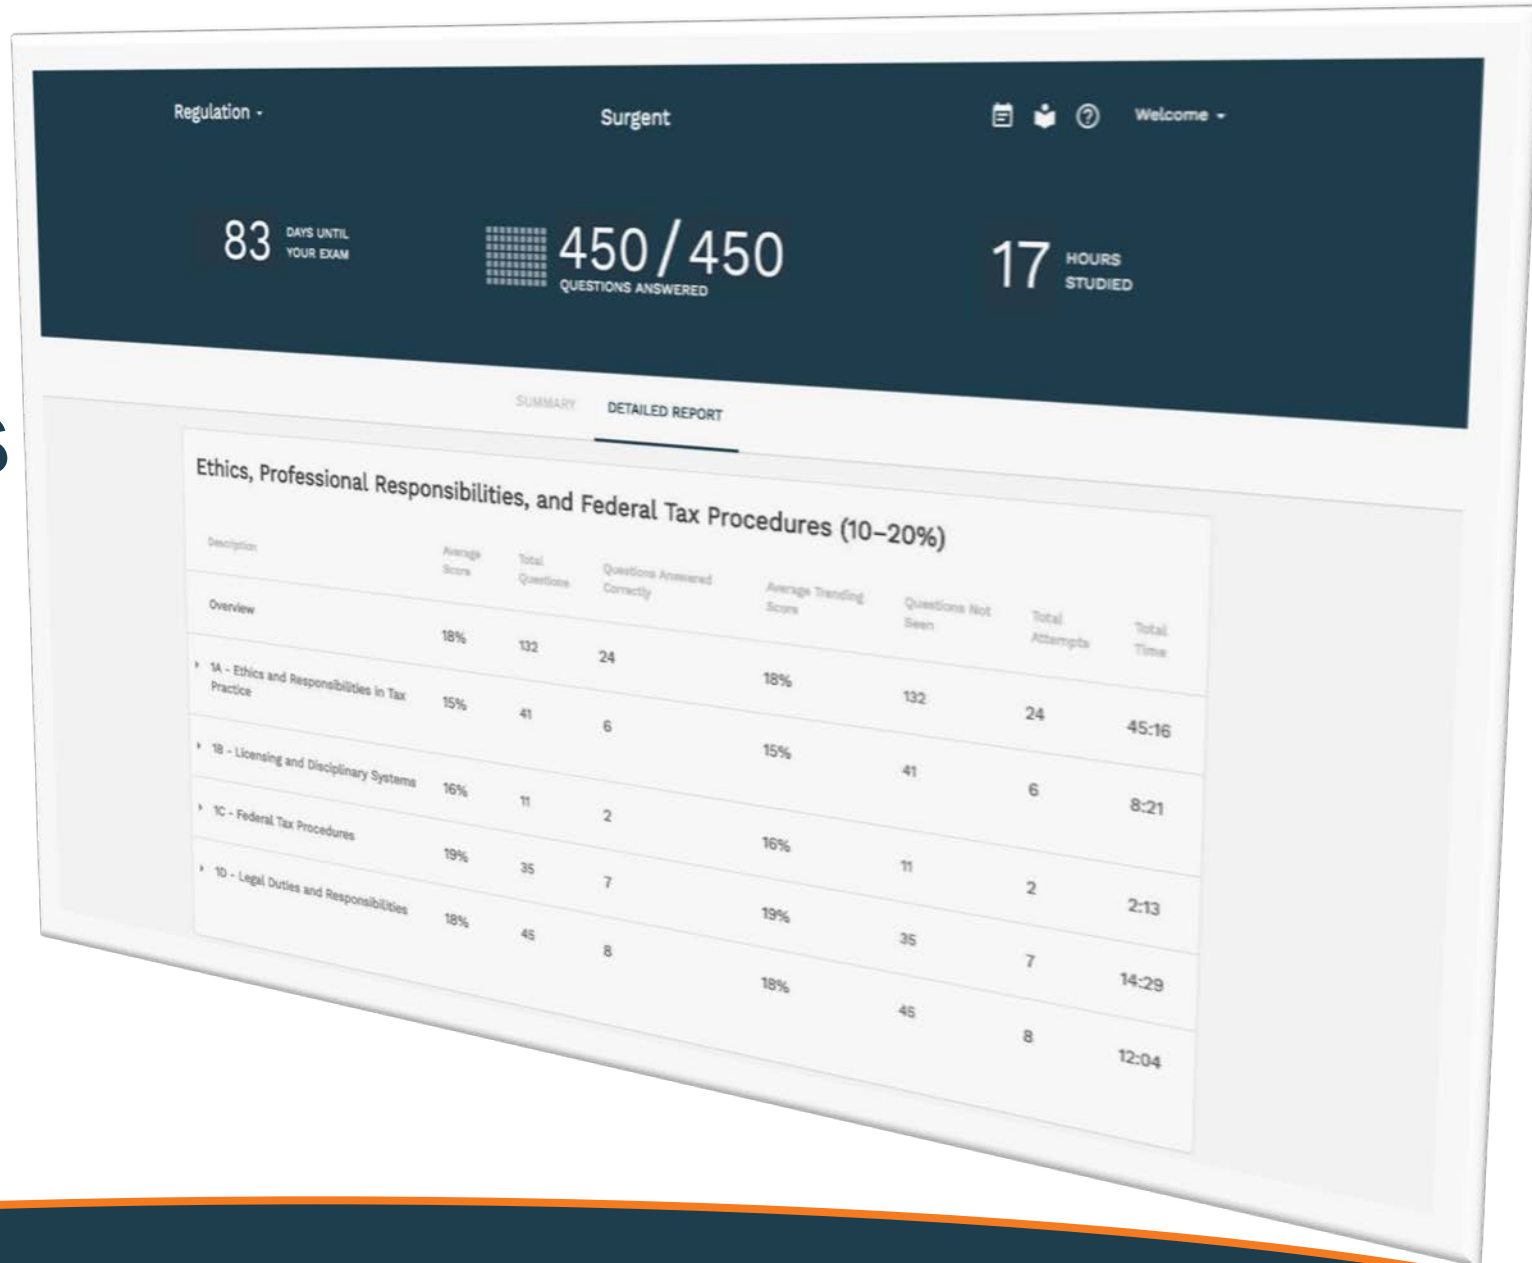 Regulation
Surgent
Welcome
83 DAYS UNTIL YOUR EXAM
450/450
QUESTIONS ANSWERED
17 HOURS STUDIED
SUMMARY DETAILED REPORT
s
Ethics, Professional Responsibilities, and Federal Tax Procedures (10–20%)
Description Average Score Total Questions Questions Answered Correctly Average Trending Score Questions Not Seen Total Attempts Total Time
Overview 18% 132 24 18% 132 24 45:16
1A - Ethics and Responsibilities in Tax Practice 15% 41 6 15% 41 6 8:21
1B - Licensing and Disciplinary Systems 16% 11 2 16% 11 2 2:13
1C - Federal Tax Procedures 19% 35 7 19% 35 7 14:29
1D - Legal Duties and Responsibilities 18% 45 8 18% 45 8 12:04